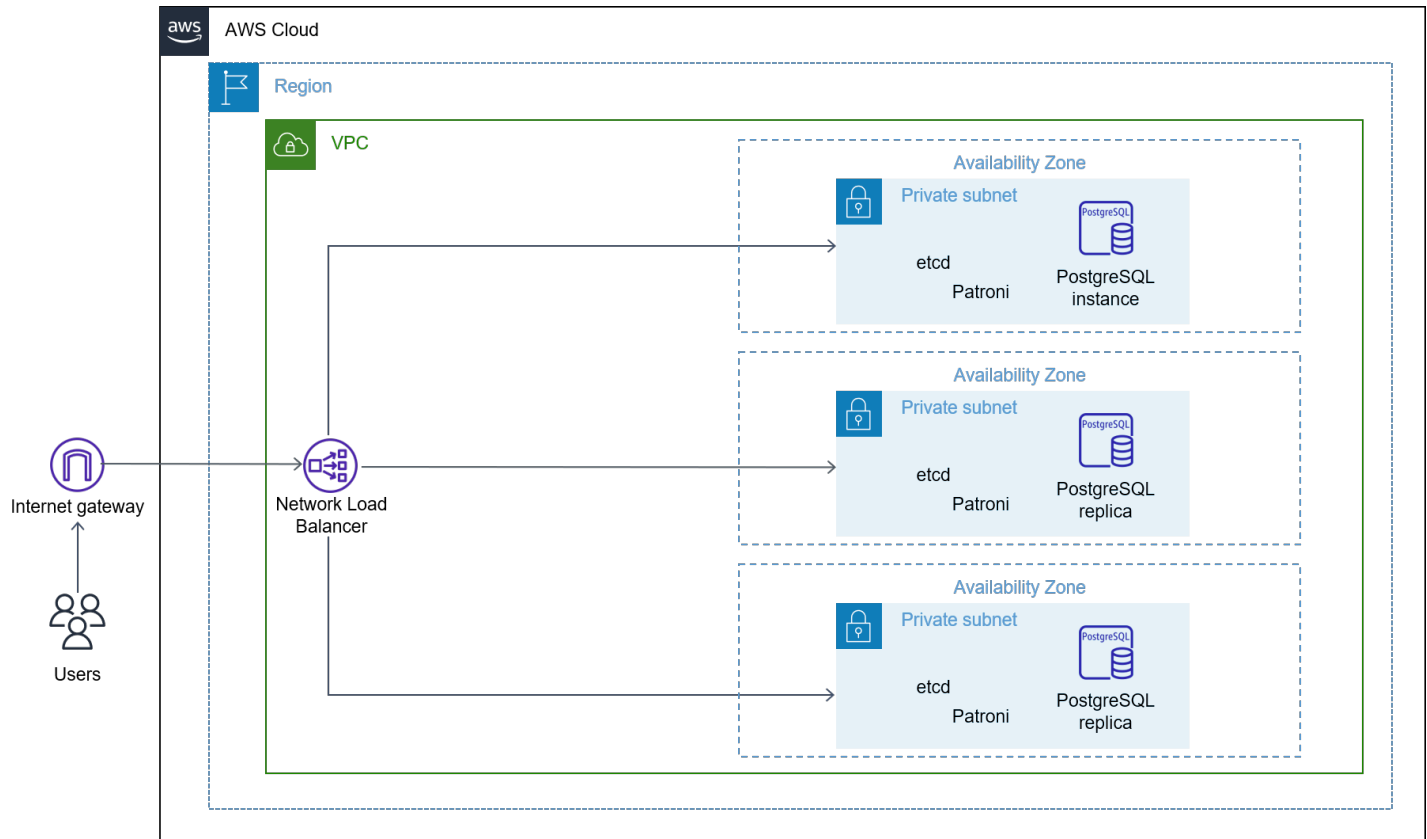 aws
AWS Cloud
Region
VPC
Availability Zone
Private subnet
PostgreSQL
etcd
Patroni
PostgreSQL
instance
Availability Zone
Private subnet
PostgreSQL
etcd
Patroni
PostgreSQL
replica
Internet gateway
Network Load
Balancer
Availability Zone
Private subnet
PostgreSQL
etcd
Patroni
PostgreSQL
replica
Users